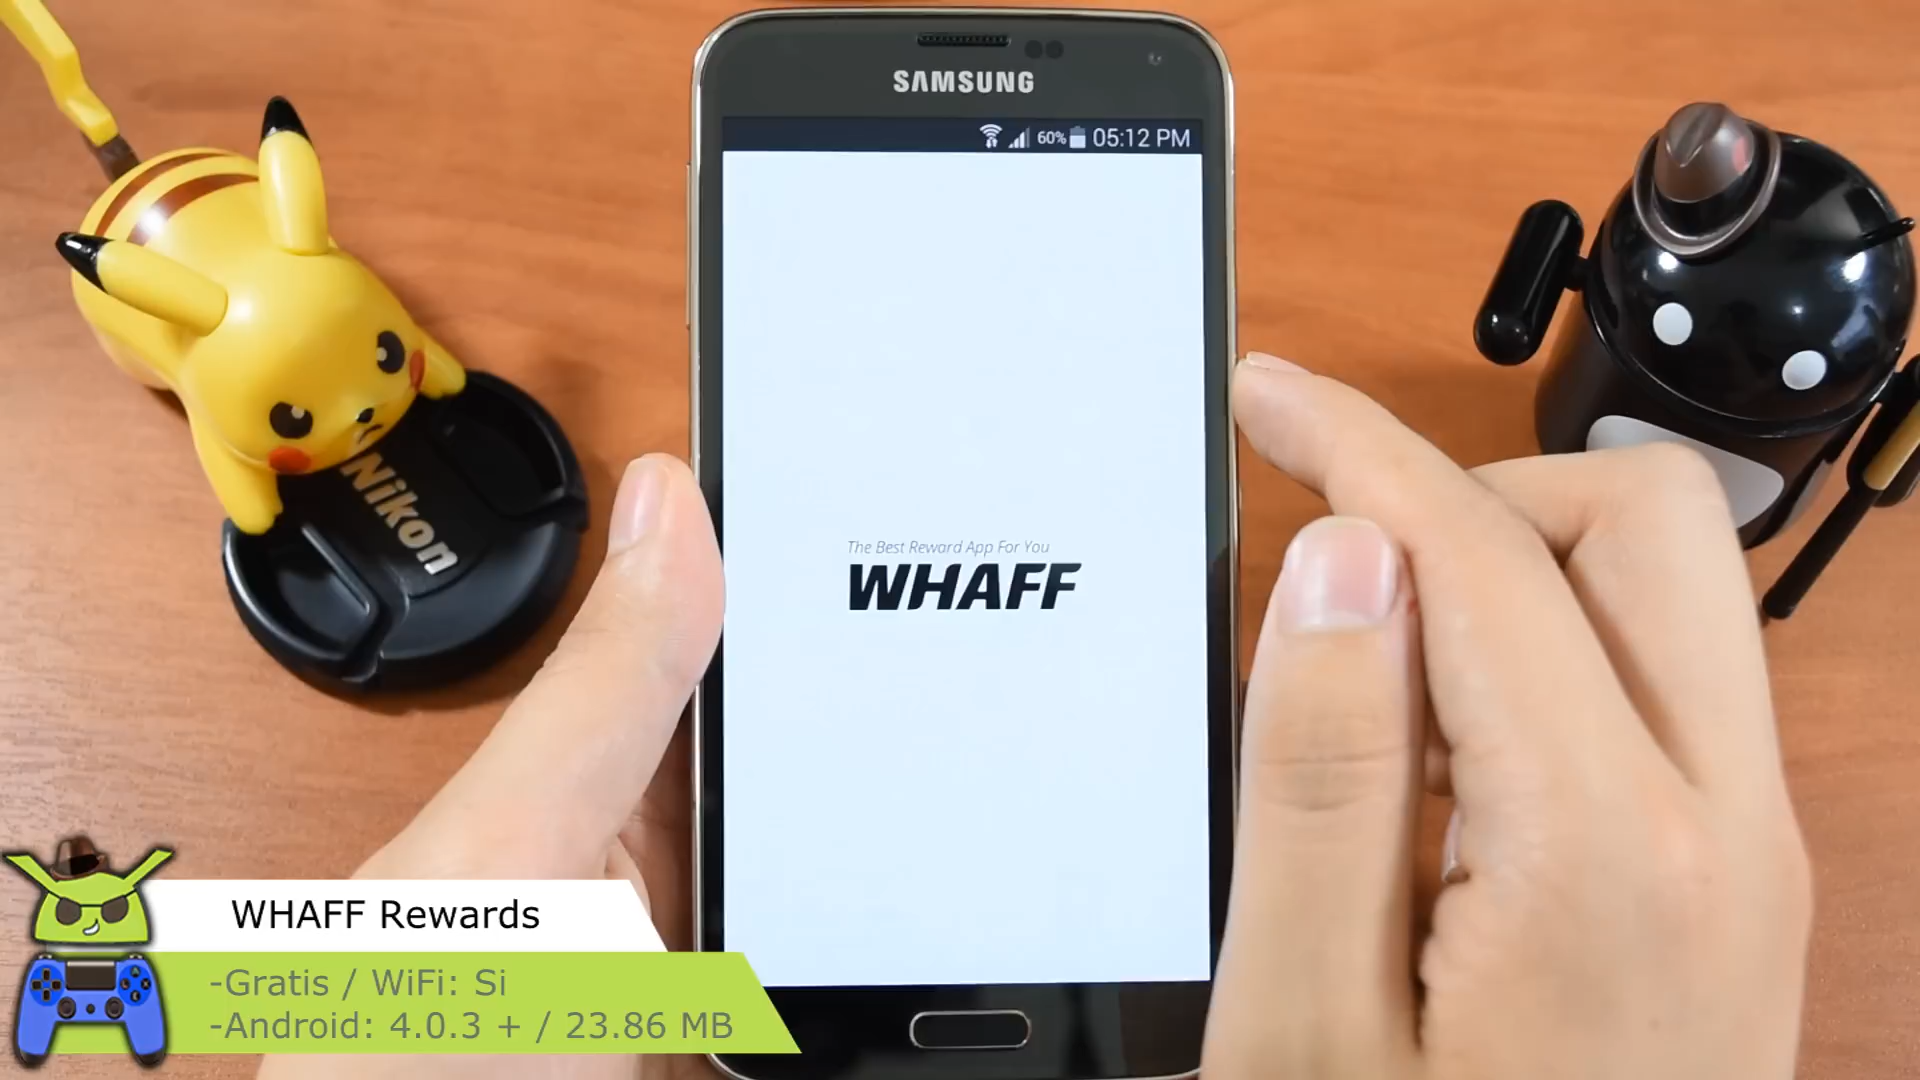 SAMSUNG
60% 05:12 PM
The Best Reward App For You
WHAFF
Nikon
WHAFF Rewards
-Gratis / WiFi: Si
-Android: 4.0.3 + / 23.86 MB